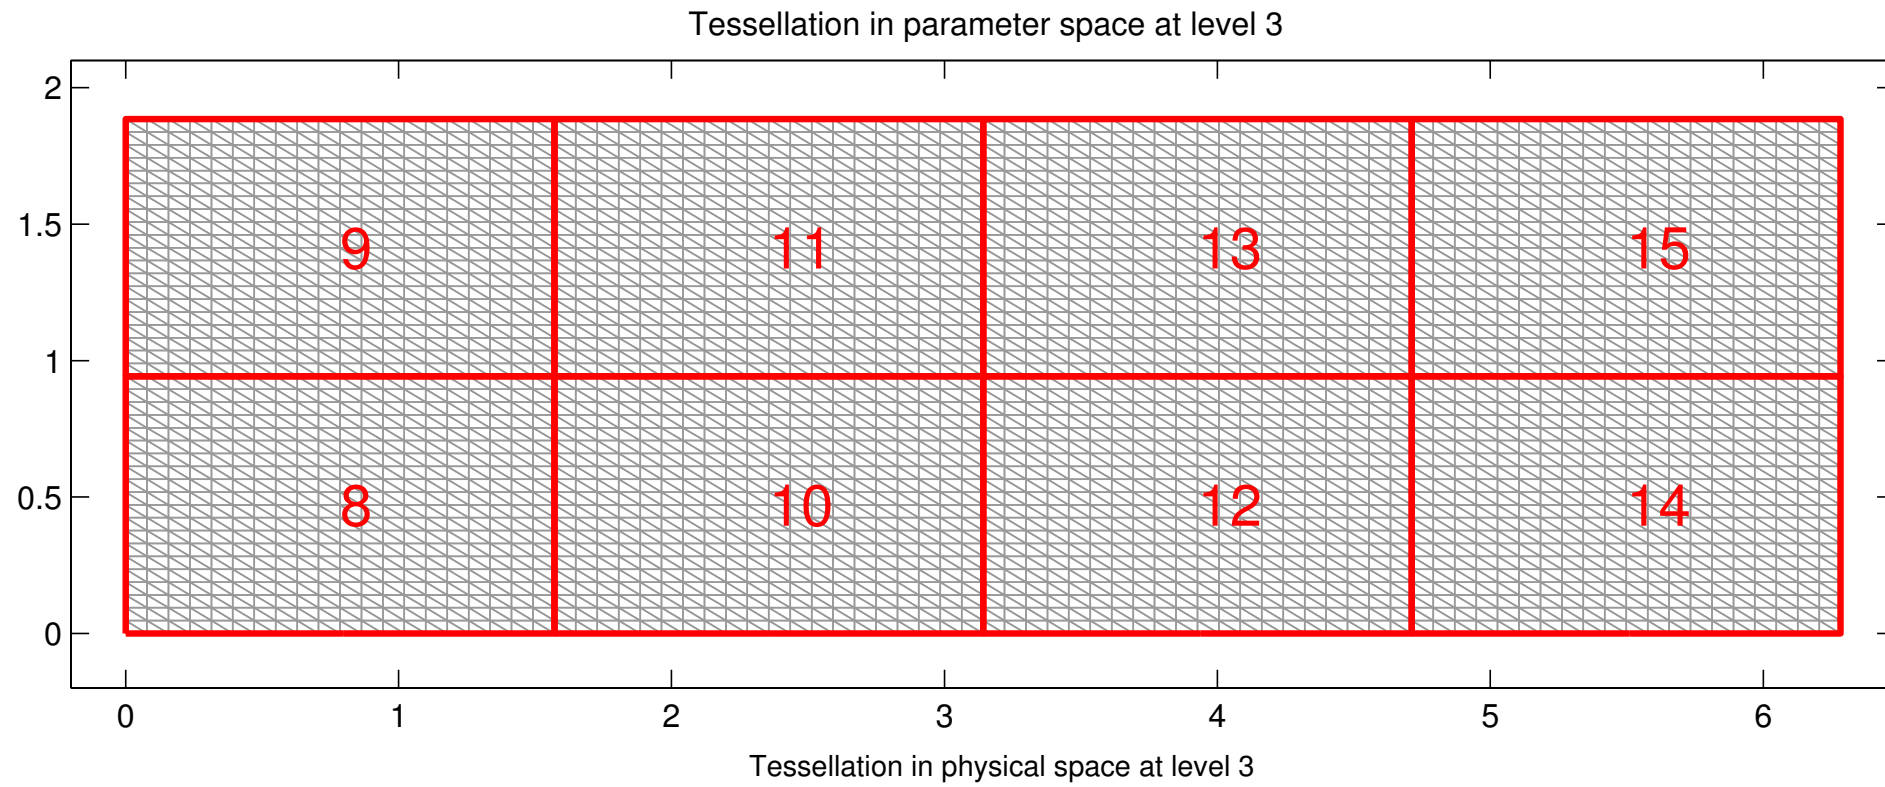 Tessellation in parameter space at level 3
2
1.5
9 11 13 15
1
0.5
8 10 12 14
0
0 1 2 3 4 5 6
Tessellation in physical space at level 3